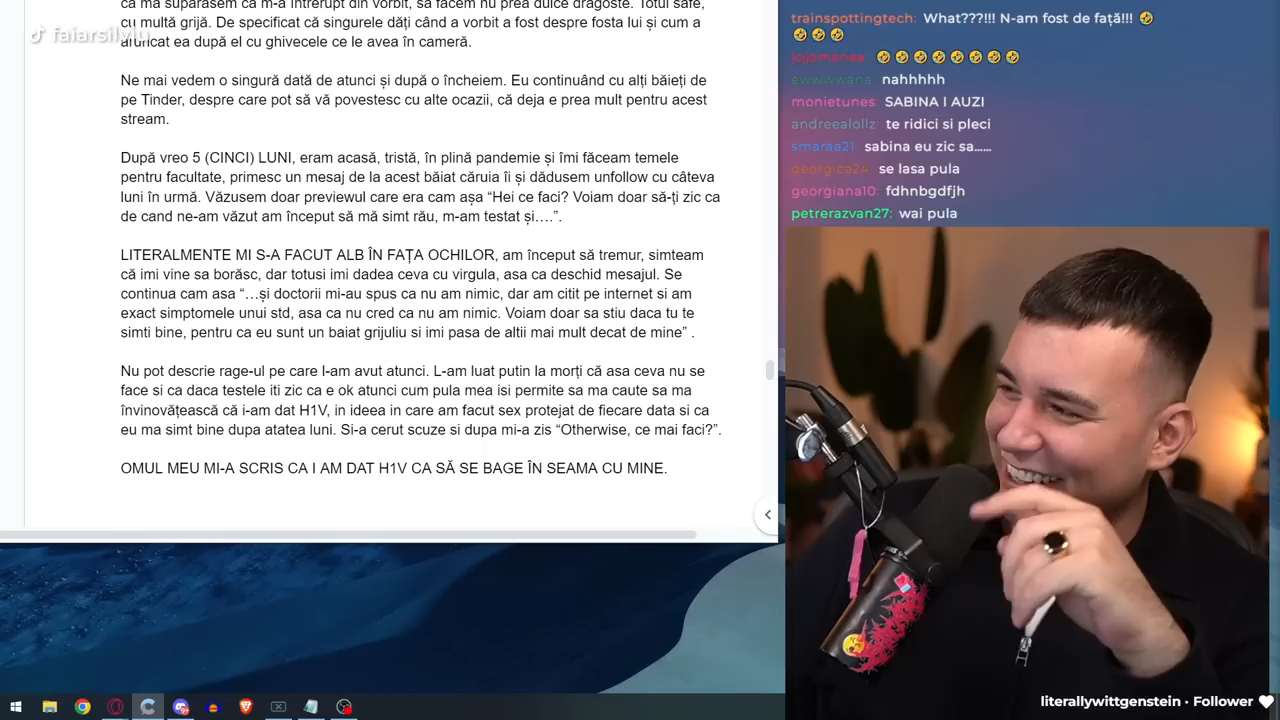 ca mă supărasem că m-a întrerupt din vorbit, să facem nu prea dulce dragoste. Totul safe,
cu multă grijă. De specificat că singurele dăți când a vorbit a fost despre fosta lui și cum a
faiarsilviu
aruncat ea după el cu ghivecele ce le avea în cameră.
Ne mai vedem o singură dată de atunci și după o încheiem. Eu continuând cu alți băieți de
pe Tinder, despre care pot să vă povestesc cu alte ocazii, că deja e prea mult pentru acest
stream.
După vreo 5 (CINCI) LUNI, eram acasă, tristă, în plină pandemie și îmi făceam temele
pentru facultate, primesc un mesaj de la acest băiat căruia îi și dădusem unfollow cu câteva
luni în urmă. Văzusem doar previewul care era cam așa “Hei ce faci? Voiam doar să-ți zic ca
de cand ne-am văzut am început să mă simt rău, m-am testat și….”.
LITERALMENTE MI S-A FACUT ALB ÎN FAȚA OCHILOR, am început să tremur, simteam
că imi vine sa borăsc, dar totusi imi dadea ceva cu virgula, asa ca deschid mesajul. Se
continua cam asa “…și doctorii mi-au spus ca nu am nimic, dar am citit pe internet si am
exact simptomele unui std, asa ca nu cred ca nu am nimic. Voiam doar sa stiu daca tu te
simti bine, pentru ca eu sunt un baiat grijuliu si imi pasa de altii mai mult decat de mine” .
Nu pot descrie rage-ul pe care l-am avut atunci. L-am luat putin la morți că asa ceva nu se
face si ca daca testele iti zic ca e ok atunci cum pula mea isi permite sa ma caute sa ma
învinovățească că i-am dat H1V, in ideea in care am facut sex protejat de fiecare data si ca
eu ma simt bine dupa atatea luni. Si-a cerut scuze si dupa mi-a zis “Otherwise, ce mai faci?”.
OMUL MEU MI-A SCRIS CA I AM DAT H1V CA SĂ SE BAGE ÎN SEAMA CU MINE.
trainspottingtech: What???!!! N-am fost de față!!! 🤣
🤣 🤣 🤣
jojomanea: 🤣 🤣 🤣 🤣 🤣 🤣 🤣 🤣
ewwwwana: nahhhhh
monietunes: SABINA I AUZI
andreealollz: te ridici si pleci
smaraa21: sabina eu zic sa......
georgica24: se lasa pula
georgiana10: fdhnbgdfjh
petrerazvan27: wai pula
literallywittgenstein · Follower